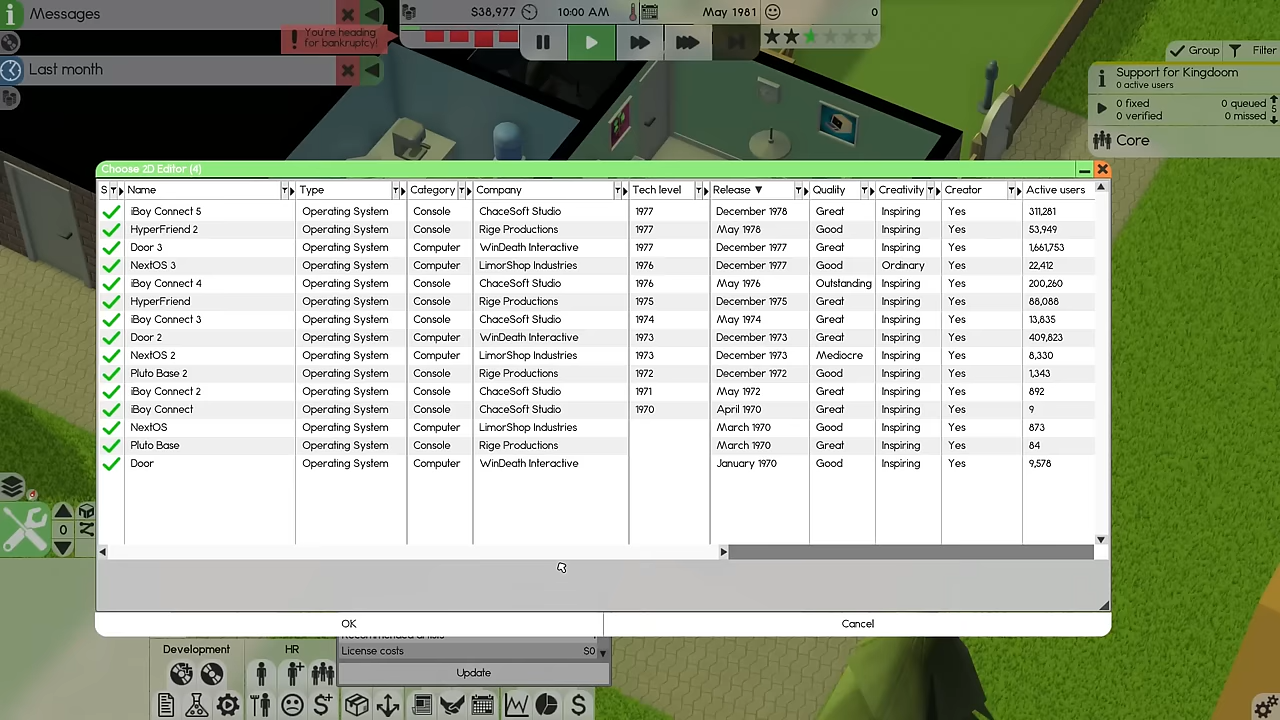 Messages
You're heading
for bankruptcy!
Last month
$38,977
10:00 AM
May 1981
0
Group
Filter
Support for Kingdoom
0 active users
0 fixed
0 queued
0 verified
0 missed
Core
Choose 2D Editor (4)
S Name Type Category Company Tech level Release ▼ Quality Creativity Creator Active users
iBoy Connect 5 Operating System Console ChaceSoft Studio 1977 December 1978 Great Inspiring Yes 311,281
HyperFriend 2 Operating System Console Rige Productions 1977 May 1978 Good Inspiring Yes 53,949
Door 3 Operating System Computer WinDeath Interactive 1977 December 1977 Great Inspiring Yes 1,661,753
NextOS 3 Operating System Computer LimorShop Industries 1976 December 1977 Good Ordinary Yes 22,412
iBoy Connect 4 Operating System Console ChaceSoft Studio 1976 May 1976 Outstanding Inspiring Yes 200,260
HyperFriend Operating System Console Rige Productions 1975 December 1975 Great Inspiring Yes 88,088
iBoy Connect 3 Operating System Console ChaceSoft Studio 1974 May 1974 Great Inspiring Yes 13,835
Door 2 Operating System Computer WinDeath Interactive 1973 December 1973 Great Inspiring Yes 409,823
NextOS 2 Operating System Computer LimorShop Industries 1973 December 1973 Mediocre Inspiring Yes 8,330
Pluto Base 2 Operating System Console Rige Productions 1972 December 1972 Good Inspiring Yes 1,343
iBoy Connect 2 Operating System Console ChaceSoft Studio 1971 May 1972 Great Inspiring Yes 892
iBoy Connect Operating System Console ChaceSoft Studio 1970 April 1970 Great Inspiring Yes 9
NextOS Operating System Computer LimorShop Industries March 1970 Good Inspiring Yes 873
Pluto Base Operating System Console Rige Productions March 1970 Great Inspiring Yes 84
Door Operating System Computer WinDeath Interactive January 1970 Good Inspiring Yes 9,578
0
OK
Cancel
Development
HR
License costs $0
Update